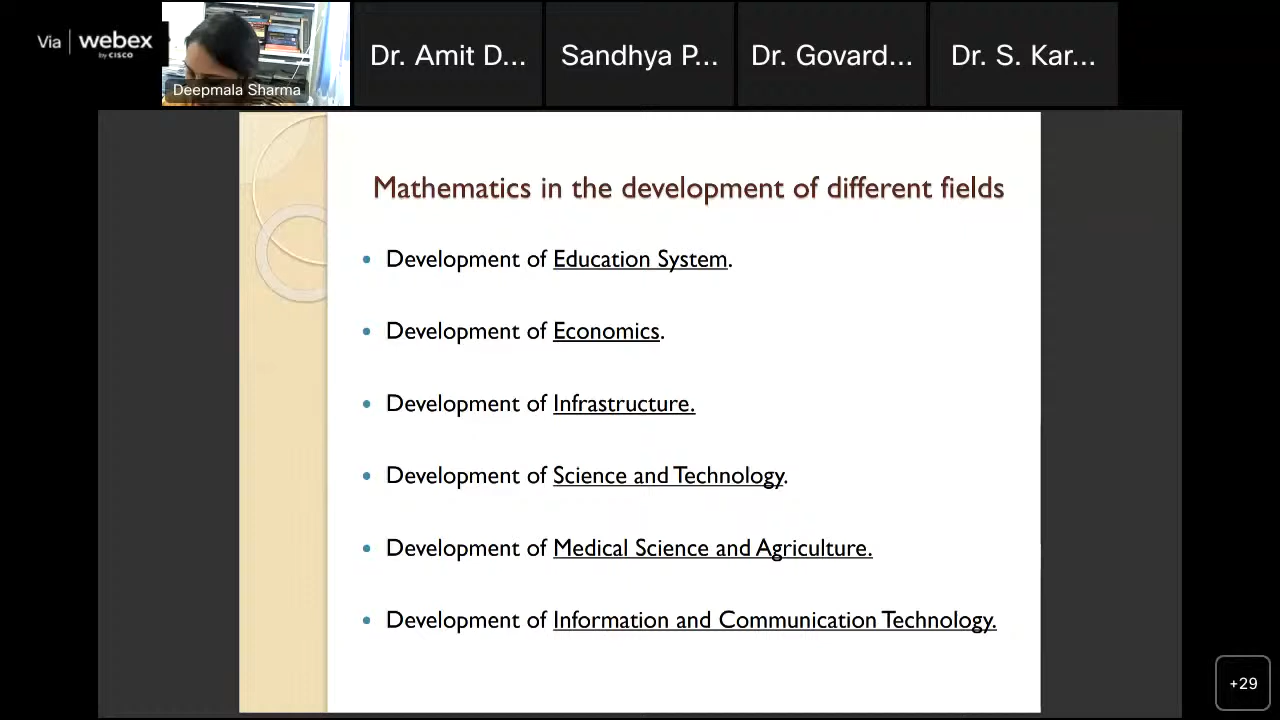 Via webex
by CISCO
Deepmala Sharma
Dr. Amit D...
Sandhya P...
Dr. Govard...
Dr. S. Kar...
Mathematics in the development of different fields
• Development of Education System.
• Development of Economics.
• Development of Infrastructure.
• Development of Science and Technology.
• Development of Medical Science and Agriculture.
• Development of Information and Communication Technology.
+29